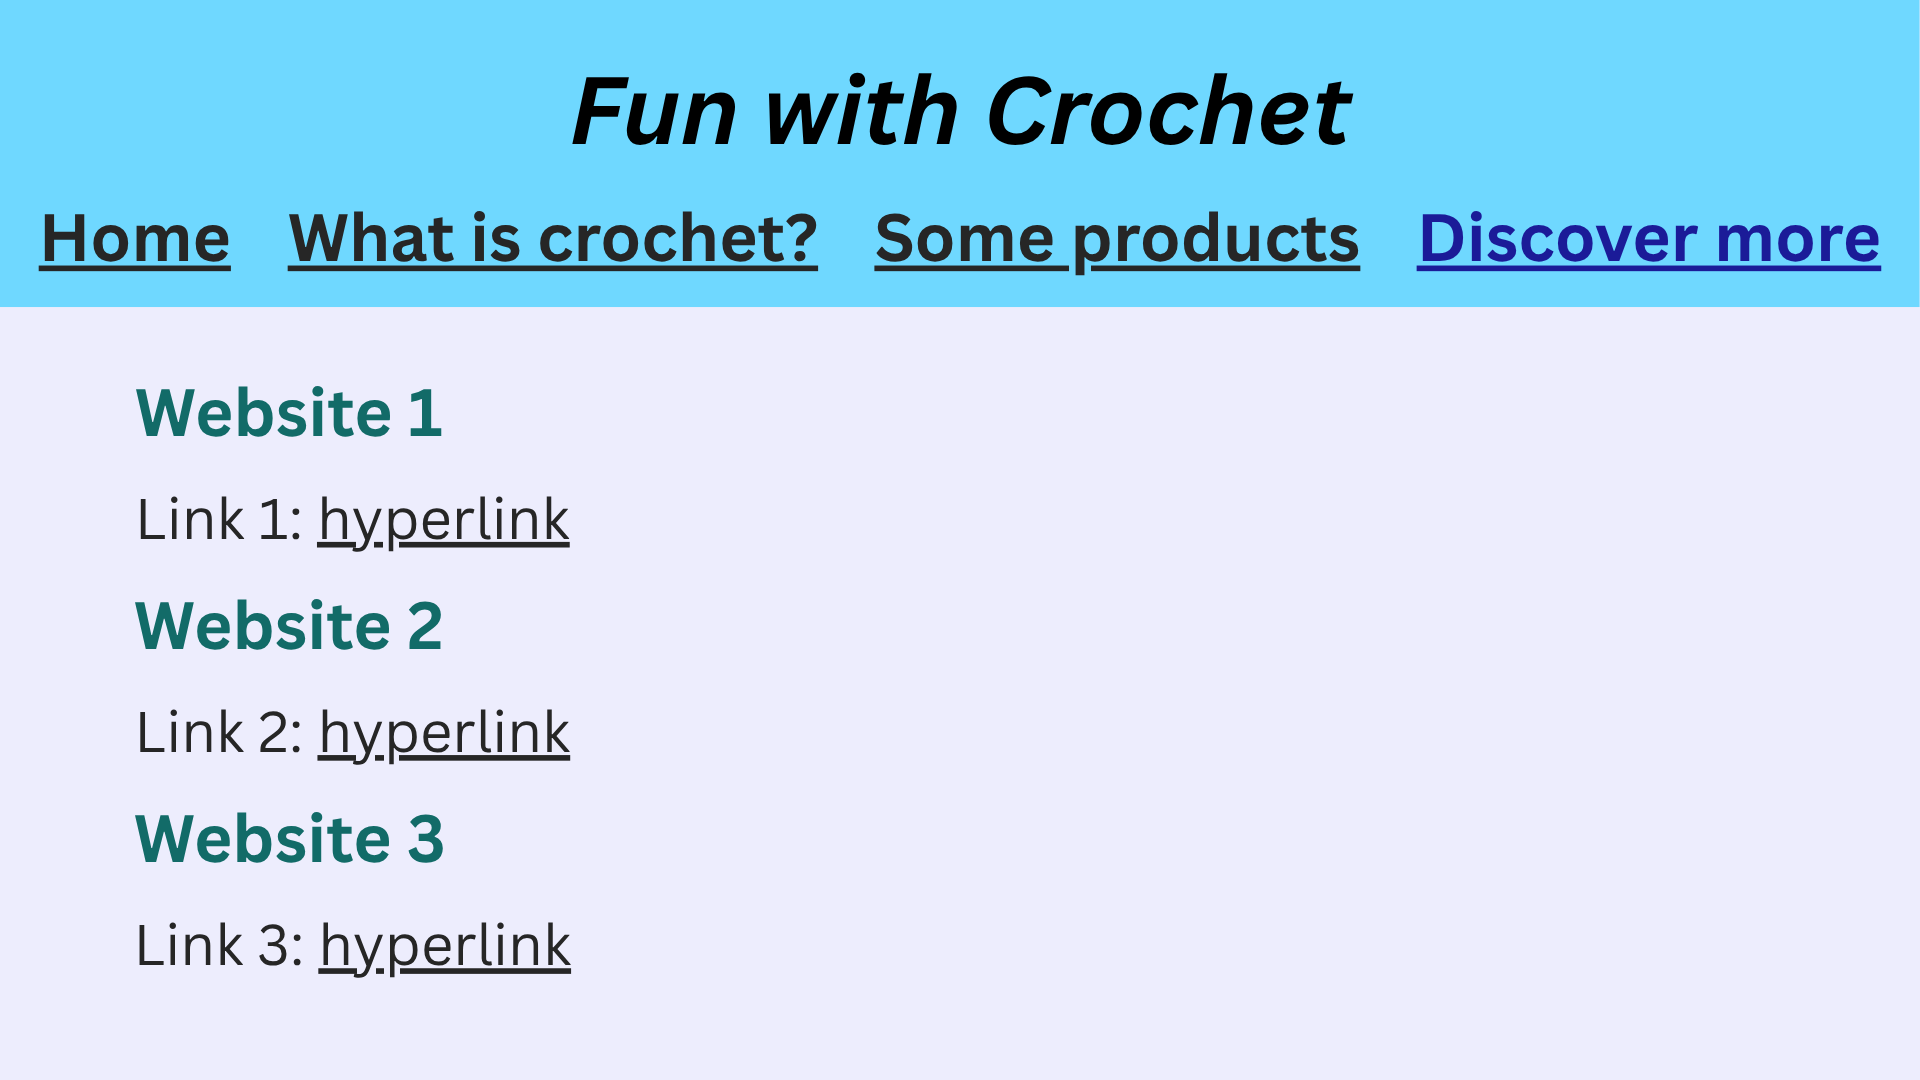 Fun with Crochet
Home What is crochet? Some products Discover more
Website 1
Link 1: hyperlink
Website 2
Link 2: hyperlink
Website 3
Link 3: hyperlink